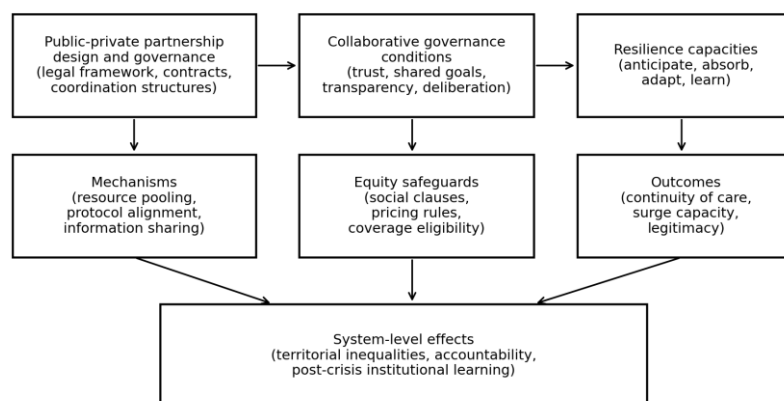 Public-private partnership
design and governance
(legal framework, contracts,
coordination structures)
Collaborative governance
conditions
(trust, shared goals,
transparency, deliberation)
Resilience capacities
(anticipate, absorb,
adapt, learn)
Mechanisms
(resource pooling,
protocol alignment,
information sharing)
Equity safeguards
(social clauses,
pricing rules,
coverage eligibility)
Outcomes
(continuity of care,
surge capacity,
legitimacy)
System-level effects
(territorial inequalities, accountability,
post-crisis institutional learning)